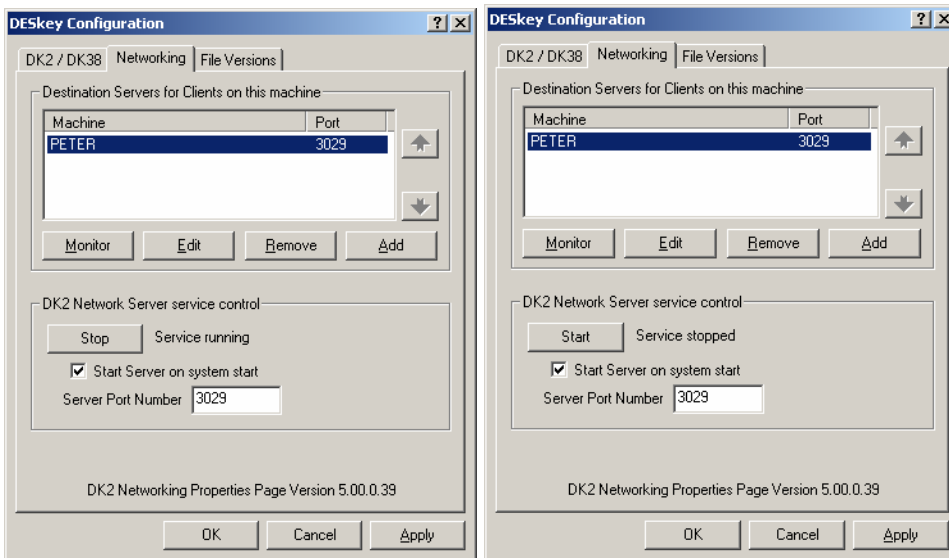 DESkey Configuration
DK2 / DK38 Networking File Versions
Destination Servers for Clients on this machine
Machine Port
PETER 3029
Monitor Edit Remove Add
DK2 Network Server service control
Stop Service running
Start Server on system start
Server Port Number 3029
DK2 Networking Properties Page Version 5.00.0.39
OK Cancel Apply
DESkey Configuration
DK2 / DK38 Networking File Versions
Destination Servers for Clients on this machine
Machine Port
PETER 3029
Monitor Edit Remove Add
DK2 Network Server service control
Start Service stopped
Start Server on system start
Server Port Number 3029
DK2 Networking Properties Page Version 5.00.0.39
OK Cancel Apply